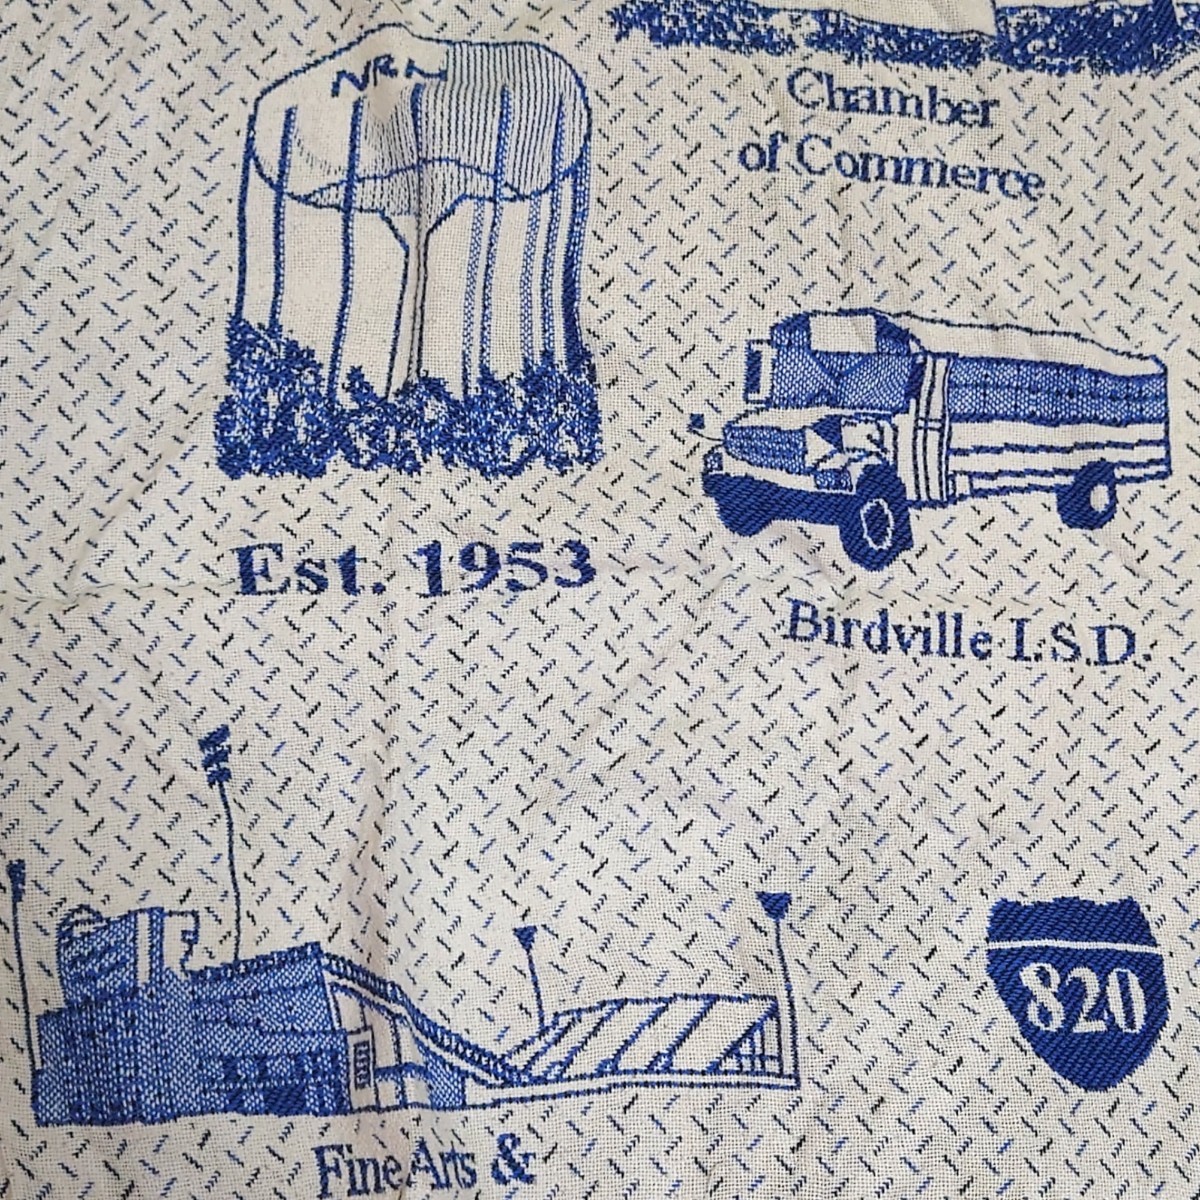 NRH
Chamber
of Commerce
Est. 1953
Birdville I.S.D.
820
Fine Arts &